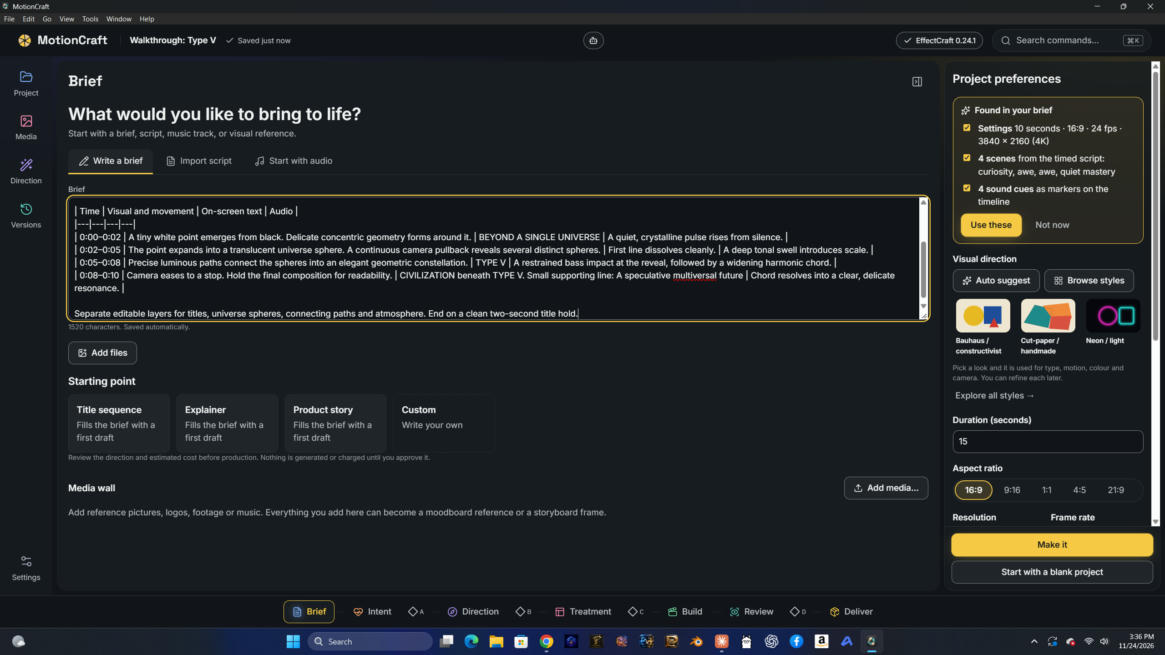 MotionCraft
File Edit Go View Tools Window Help
MotionCraft
Walkthrough: Type V
Saved just now
EffectCraft 0.24.1
Search commands...
⌘K
Project
Media
Direction
Versions
Settings
Brief
What would you like to bring to life?
Start with a brief, script, music track, or visual reference.
Write a brief
Import script
Start with audio
Brief
| Time | Visual and movement | On-screen text | Audio |
|---|---|---|---|
| 0:00–0:02 | A tiny white point emerges from black. Delicate concentric geometry forms around it. | BEYOND A SINGLE UNIVERSE | A quiet, crystalline pulse rises from silence. |
| 0:02–0:05 | The point expands into a translucent universe sphere. A continuous camera pullback reveals several distinct spheres. | First line dissolves cleanly. | A deep tonal swell introduces scale. |
| 0:05–0:08 | Precise luminous paths connect the spheres into an elegant geometric constellation. | TYPE V | A restrained bass impact at the reveal, followed by a widening harmonic chord. |
| 0:08–0:10 | Camera eases to a stop. Hold the final composition for readability. | CIVILIZATION beneath TYPE V. Small supporting line: A speculative multiversal future | Chord resolves into a clear, delicate
resonance. |
Separate editable layers for titles, universe spheres, connecting paths and atmosphere. End on a clean two-second title hold.
1520 characters. Saved automatically.
Add files
Starting point
Title sequence
Fills the brief with a
first draft
Explainer
Fills the brief with a
first draft
Product story
Fills the brief with a
first draft
Custom
Write your own
Review the direction and estimated cost before production. Nothing is generated or charged until you approve it.
Media wall
Add media...
Add reference pictures, logos, footage or music. Everything you add here can become a moodboard reference or a storyboard frame.
Project preferences
Found in your brief
Settings 10 seconds · 16:9 · 24 fps ·
3840 × 2160 (4K)
4 scenes from the timed script:
curiosity, awe, awe, quiet mastery
4 sound cues as markers on the
timeline
Use these
Not now
Visual direction
Auto suggest
Browse styles
Bauhaus /
constructivist
Cut-paper /
handmade
Neon / light
Pick a look and it is used for type, motion, colour and
camera. You can refine each later.
Explore all styles →
Duration (seconds)
15
Aspect ratio
16:9 9:16 1:1 4:5 21:9
Resolution Frame rate
Make it
Start with a blank project
Brief Intent A Direction B Treatment C Build Review D Deliver
Search
3:36 PM
11/24/2026